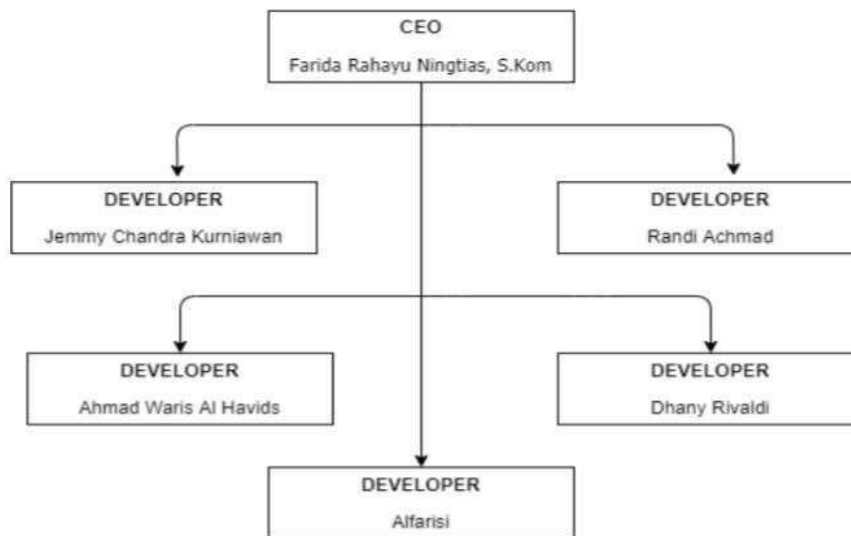 CEO
Farida Rahayu Ningtias, S.Kom
DEVELOPER
Jemmy Chandra Kurniawan
DEVELOPER
Randi Achmad
DEVELOPER
Ahmad Waris Al Havids
DEVELOPER
Dhany Rivaldi
DEVELOPER
Alfarisi